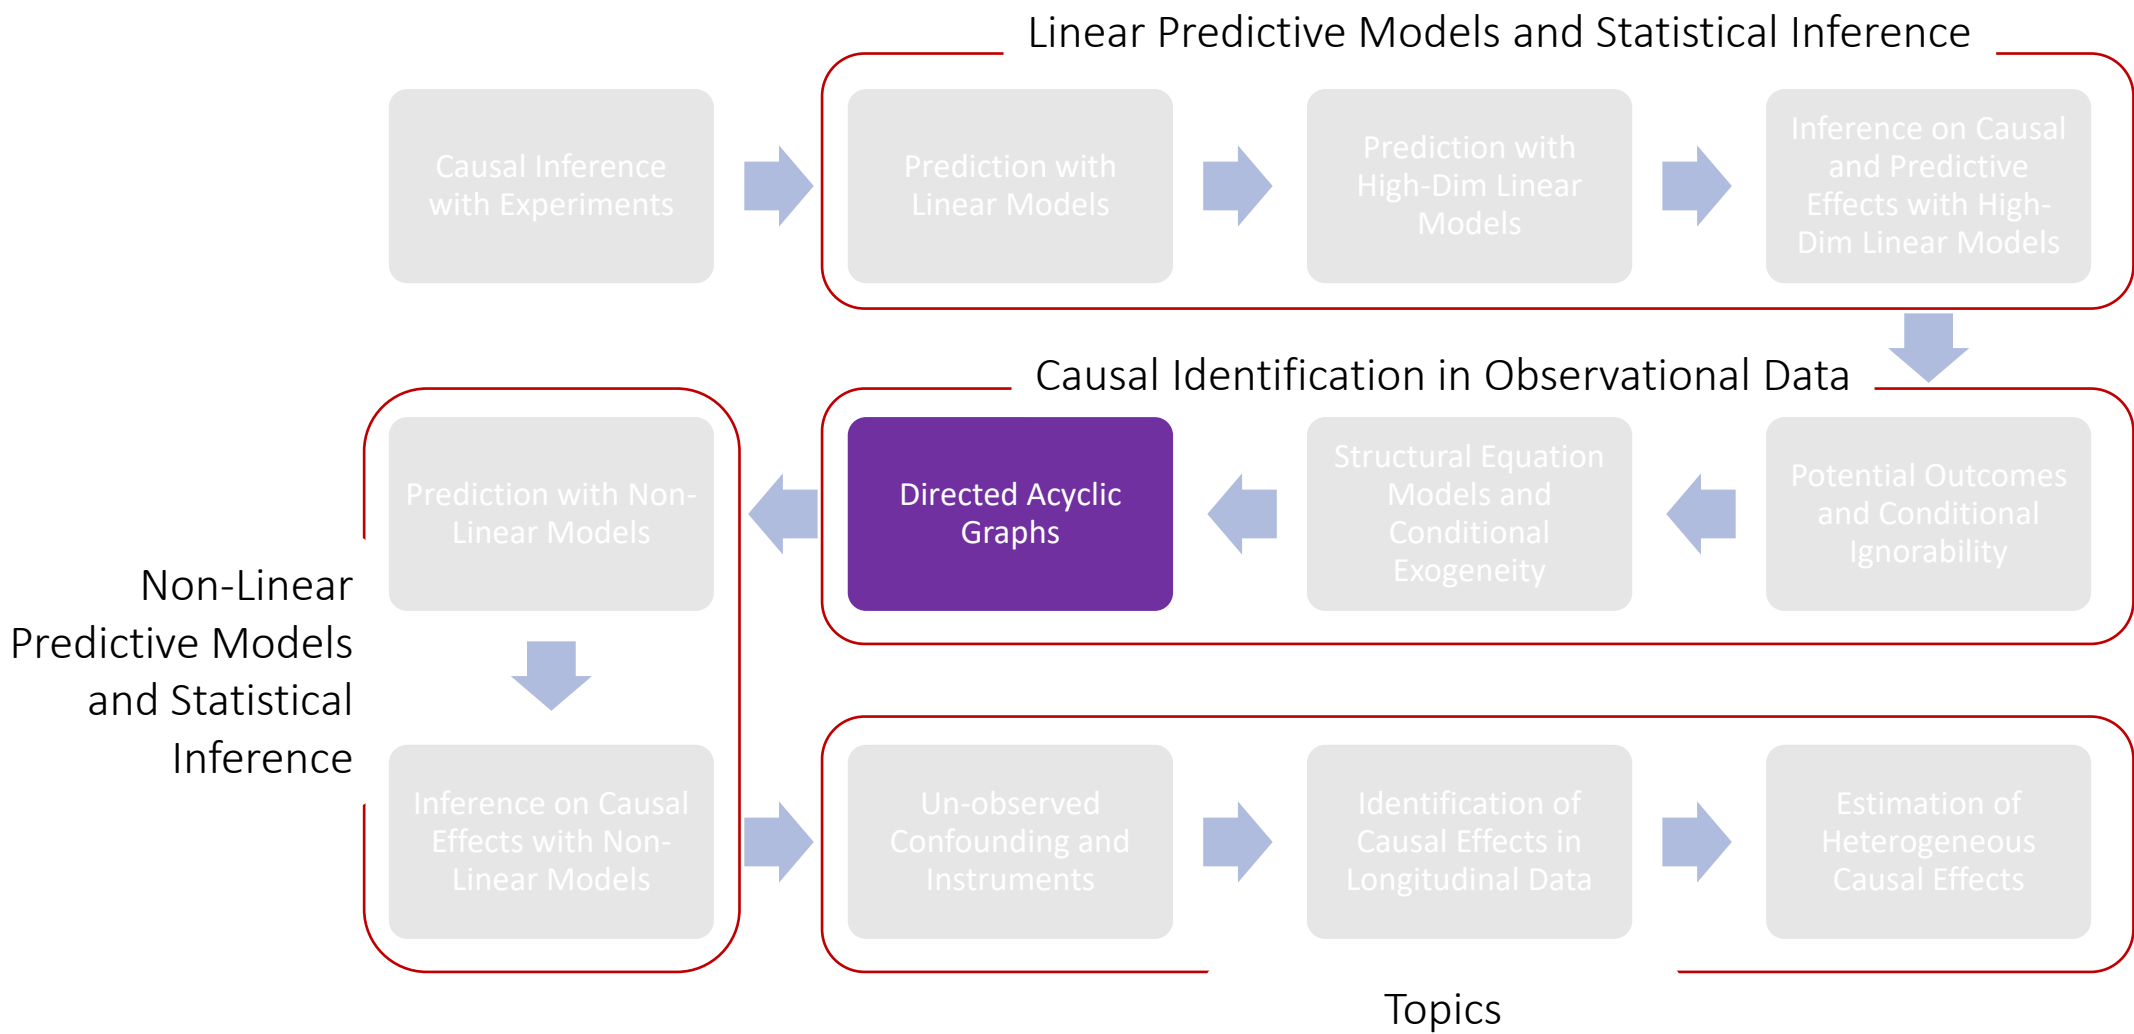 Linear Predictive Models and Statistical Inference
Causal Inference
with Experiments
Prediction with
Linear Models
Prediction with
High-Dim Linear
Models
Inference on Causal
and Predictive
Effects with High-
Dim Linear Models
Causal Identification in Observational Data
Potential Outcomes
and Conditional
Ignorability
Structural Equation
Models and
Conditional
Exogeneity
Directed Acyclic
Graphs
Non-Linear
Predictive Models
and Statistical
Inference
Prediction with Non-
Linear Models
Inference on Causal
Effects with Non-
Linear Models
Un-observed
Confounding and
Instruments
Identification of
Causal Effects in
Longitudinal Data
Estimation of
Heterogeneous
Causal Effects
Topics